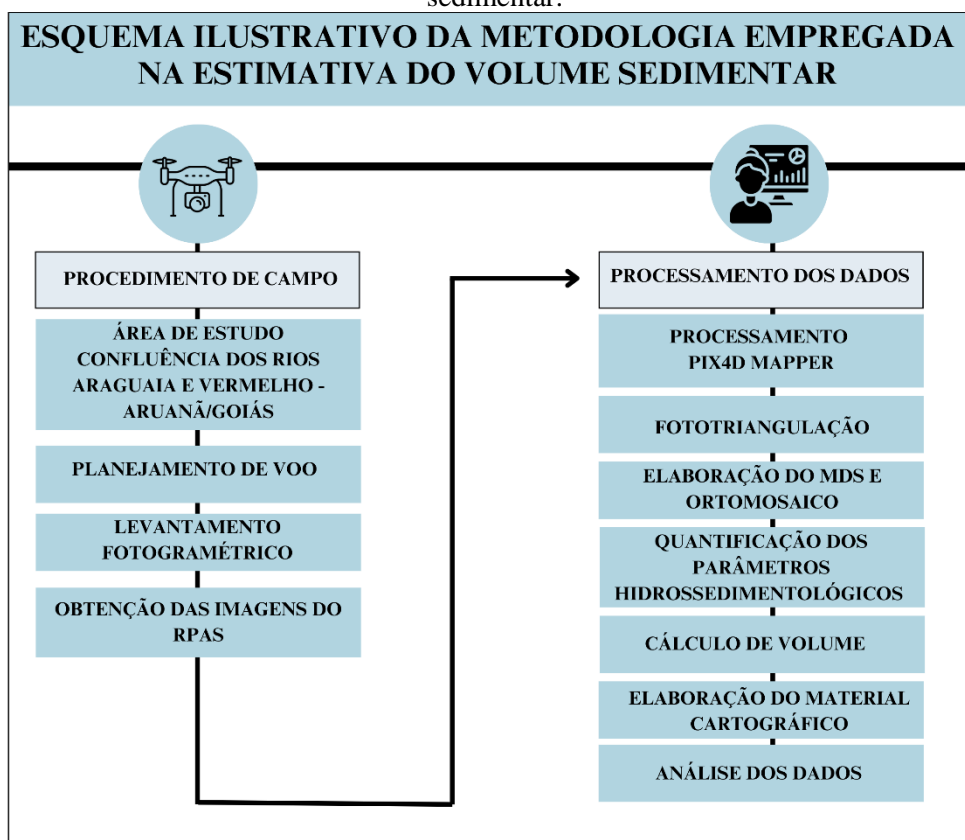 sedimentar.
ESQUEMA ILUSTRATIVO DA METODOLOGIA EMPREGADA
NA ESTIMATIVA DO VOLUME SEDIMENTAR
PROCEDIMENTO DE CAMPO
ÁREA DE ESTUDO
CONFLUÊNCIA DOS RIOS
ARAGUAIA E VERMELHO -
ARUANÃ/GOIÁS
PLANEJAMENTO DE VOO
LEVANTAMENTO
FOTOGRAMÉTRICO
OBTENÇÃO DAS IMAGENS DO
RPAS
PROCESSAMENTO DOS DADOS
PROCESSAMENTO
PIX4D MAPPER
FOTOTRIANGULAÇÃO
ELABORAÇÃO DO MDS E
ORTOMOSAICO
QUANTIFICAÇÃO DOS
PARÂMETROS
HIDROSSEDIMENTOLÓGICOS
CÁLCULO DE VOLUME
ELABORAÇÃO DO MATERIAL
CARTOGRÁFICO
ANÁLISE DOS DADOS